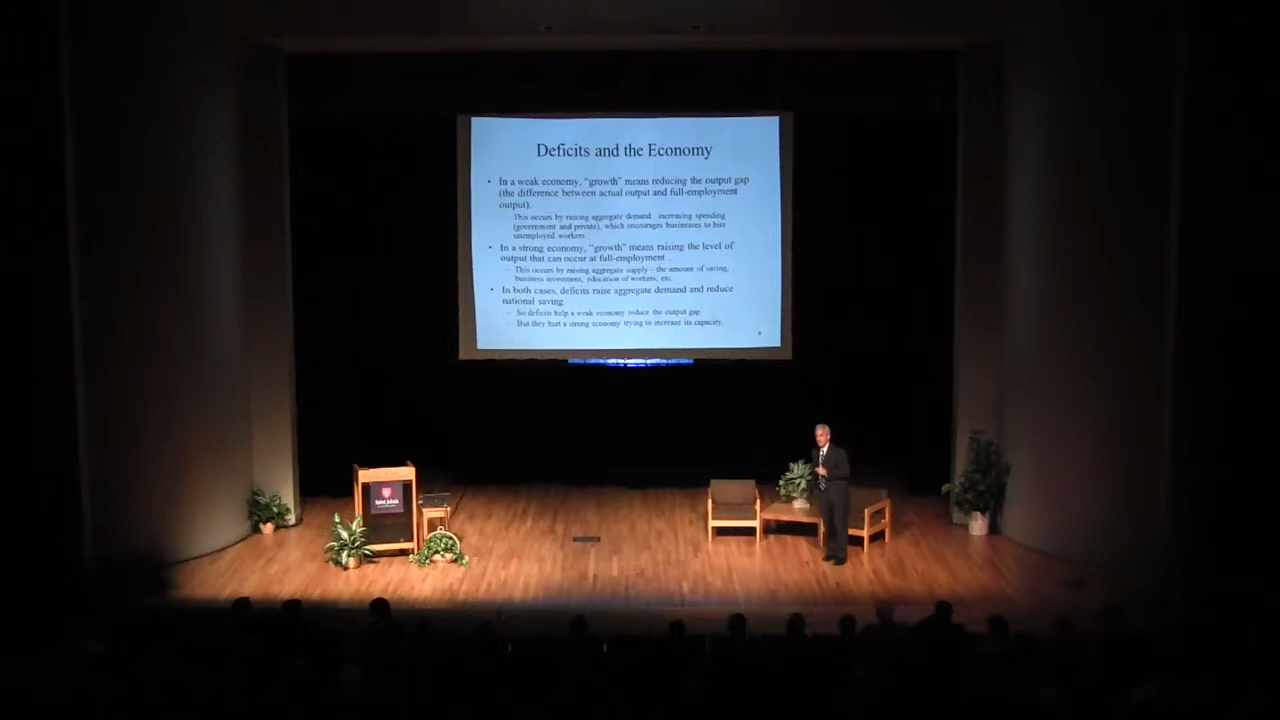 Deficits and the Economy
• In a weak economy, “growth” means reducing the output gap
(the difference between actual output and full-employment
output).
– This occurs by raising aggregate demand: increasing spending
(government and private), which encourages businesses to hire
unemployed workers
• In a strong economy, “growth” means raising the level of
output that can occur at full-employment
– This occurs by raising aggregate supply – the amount of saving,
business investment, education of workers, etc.
• In both cases, deficits raise aggregate demand and reduce
national saving.
– So deficits help a weak economy reduce the output gap
– But they hurt a strong economy trying to increase its capacity.
Saint John's